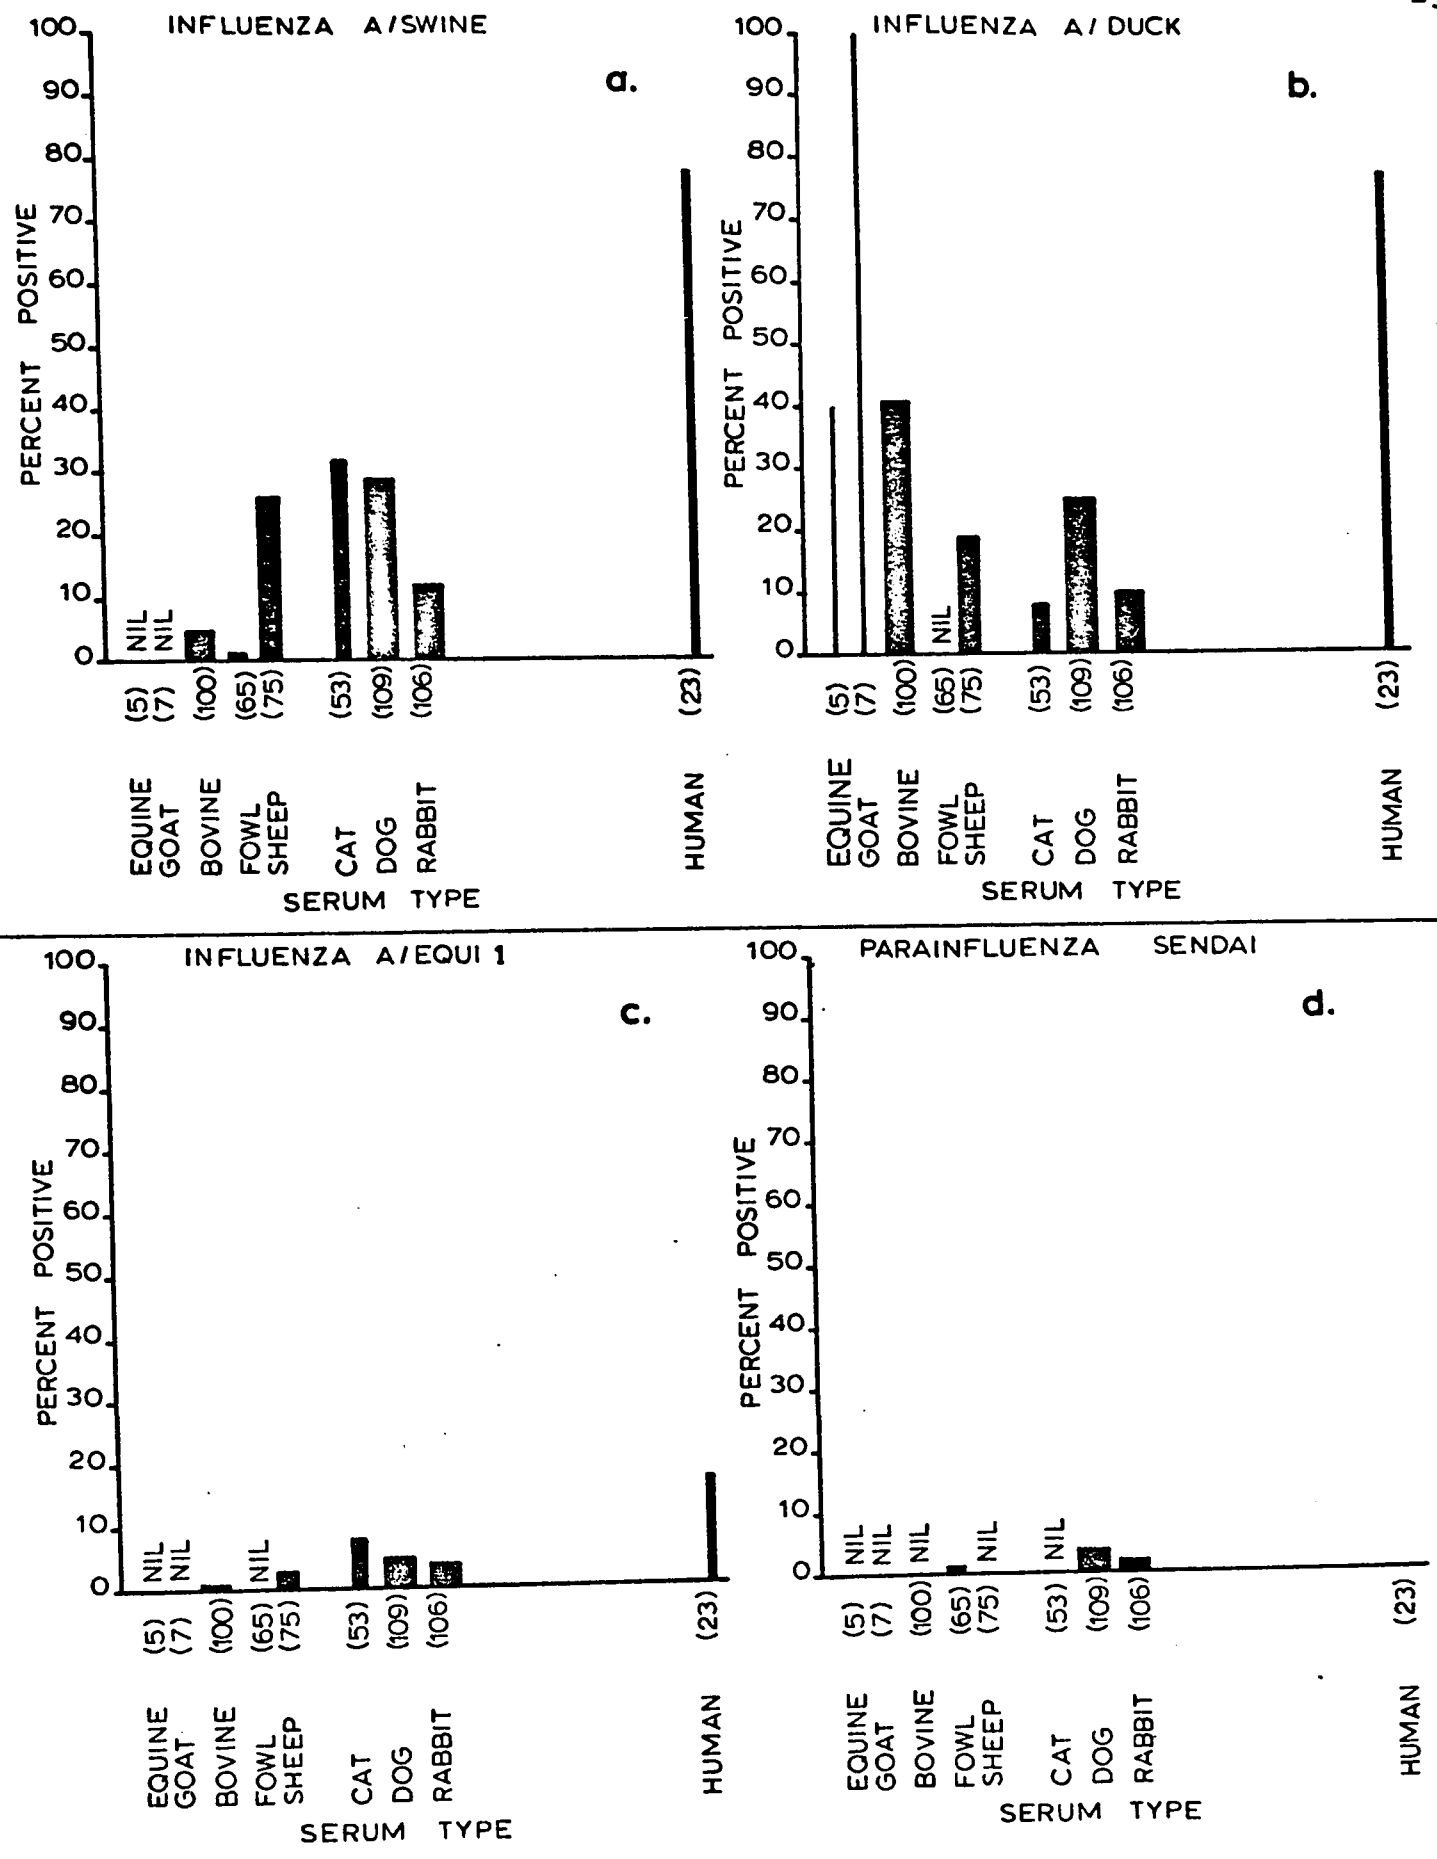 INFLUENZA A/SWINE
a.
100
90
80
70
60
50
40
30
20
10
0
PERCENT POSITIVE
NIL
NIL
(5)
(7)
(100)
(65)
(75)
(53)
(109)
(106)
(23)
EQUINE
GOAT
BOVINE
FOWL
SHEEP
CAT
DOG
RABBIT
HUMAN
SERUM TYPE
INFLUENZA A/DUCK
b.
100
90
80
70
60
50
40
30
20
10
0
PERCENT POSITIVE
NIL
(5)
(7)
(100)
(65)
(75)
(53)
(109)
(106)
(23)
EQUINE
GOAT
BOVINE
FOWL
SHEEP
CAT
DOG
RABBIT
HUMAN
SERUM TYPE
INFLUENZA A/EQUI 1
c.
100
90
80
70
60
50
40
30
20
10
0
PERCENT POSITIVE
NIL
NIL
NIL
(5)
(7)
(100)
(65)
(75)
(53)
(109)
(106)
(23)
EQUINE
GOAT
BOVINE
FOWL
SHEEP
CAT
DOG
RABBIT
HUMAN
SERUM TYPE
PARAINFLUENZA SENDAI
d.
100
90
80
70
60
50
40
30
20
10
0
PERCENT POSITIVE
NIL
NIL
NIL
NIL
NIL
(5)
(7)
(100)
(65)
(75)
(53)
(109)
(106)
(23)
EQUINE
GOAT
BOVINE
FOWL
SHEEP
CAT
DOG
RABBIT
HUMAN
SERUM TYPE